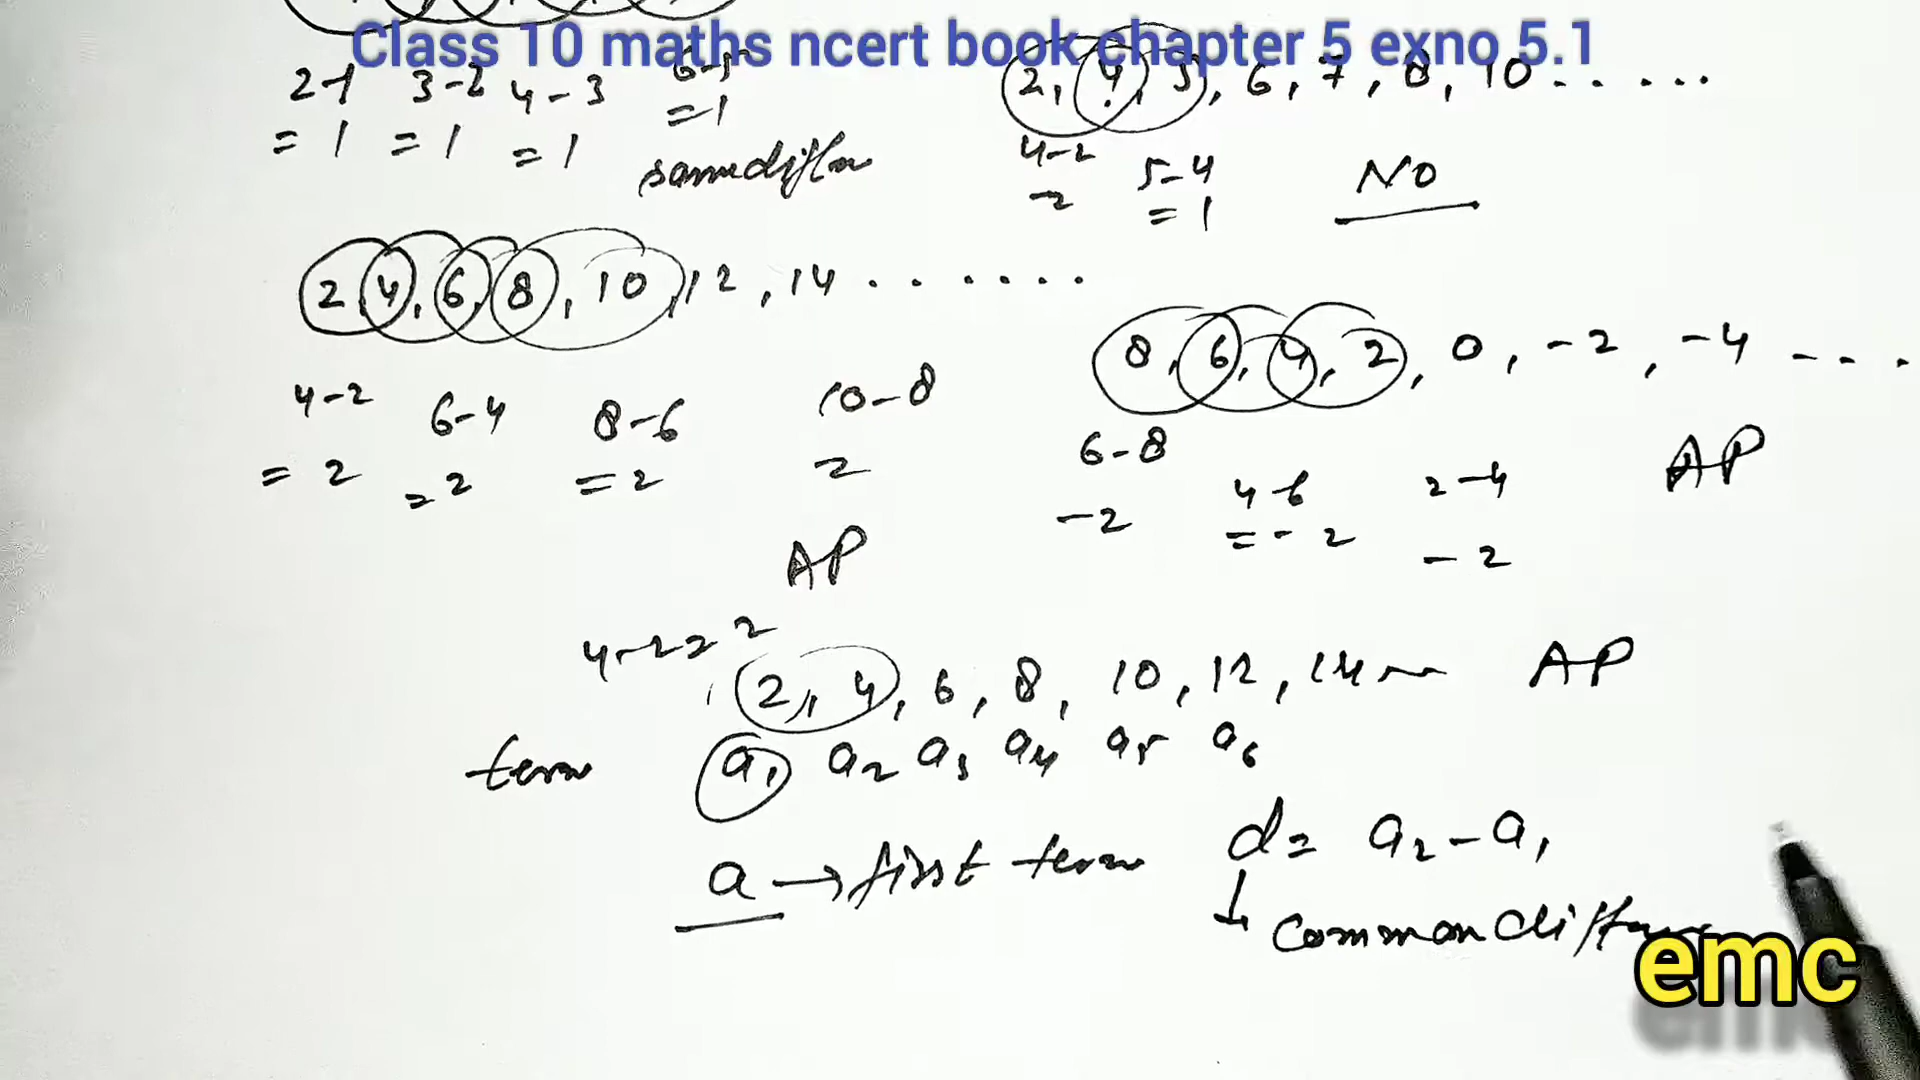 Class 10 maths ncert book chapter 5 exno 5.1
2-1 3-2 4-3
= 1 = 1 = 1 = 1
same
2, 4, 5, 6, 7, 8, 10 . . . . . .
4-2 5-4
2 = 1
NO
2, 4, 6, 8, 10, 12, 14 . . . . . . .
4-2 6-4 8-6 10-8
= 2 = 2 = 2 2
AP
8, 6, 4, 2, 0, -2, -4 - - - .
6-8 4-6 2-4
-2 = -2 -2
AP
4-2=2
2, 4, 6, 8, 10, 12, 14 AP
term a1 a2 a3 a4 a5 a6
a → first term
d = a2 - a1
↓
common
emc